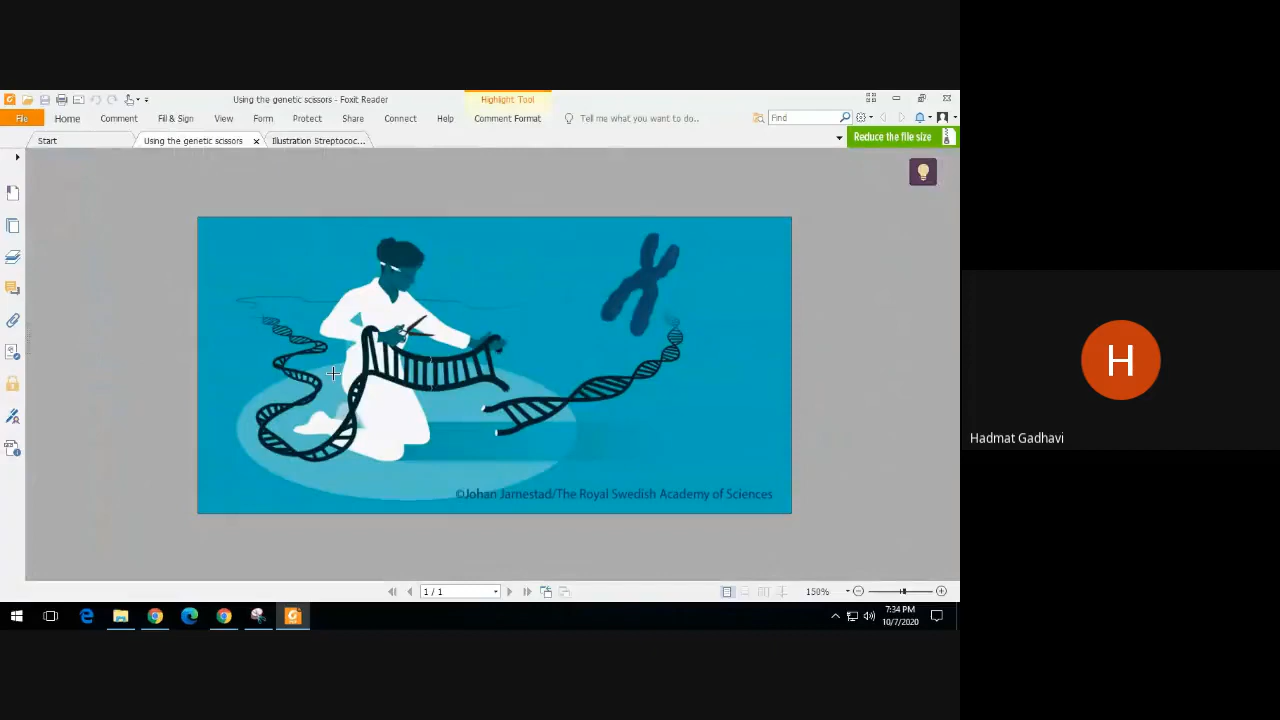 Using the genetic scissors - Foxit Reader
Highlight Tool
File
Home
Comment
Fill & Sign
View
Form
Protect
Share
Connect
Help
Comment Format
Tell me what you want to do..
Find
Start
Using the genetic scissors
Illustration Streptococ...
Reduce the file size
©Johan Jarnestad/The Royal Swedish Academy of Sciences
H
Hadmat Gadhavi
1 / 1
150%
7:34 PM
10/7/2020